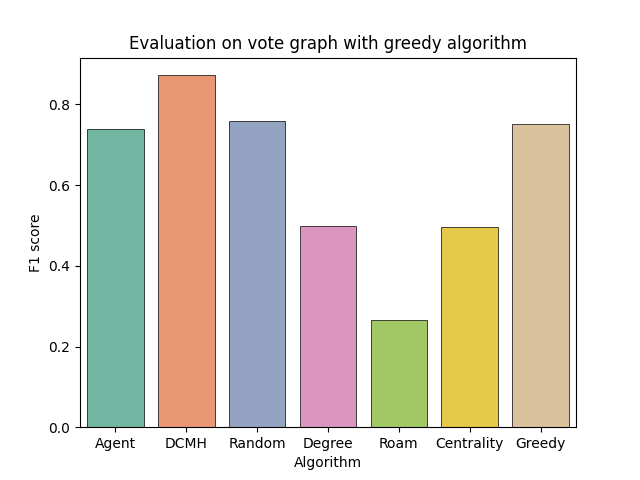 Evaluation on vote graph with greedy algorithm
0.8
0.6
0.4
0.2
0.0
F1 score
Agent DCMH Random Degree Roam Centrality Greedy
Algorithm